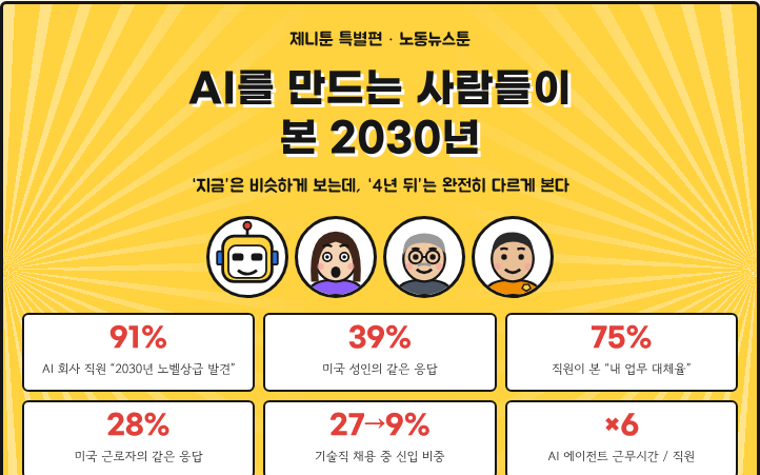 제니툰 특별편 · 노동뉴스툰
AI를 만드는 사람들이
본 2030년
'지금'은 비슷하게 보는데, '4년 뒤'는 완전히 다르게 본다
91%
AI 회사 직원 "2030년 노벨상급 발견"
39%
미국 성인의 같은 응답
75%
직원이 본 "내 업무 대체율"
28%
미국 근로자의 같은 응답
27→9%
기술직 채용 중 신입 비중
×6
AI 에이전트 근무시간 / 직원